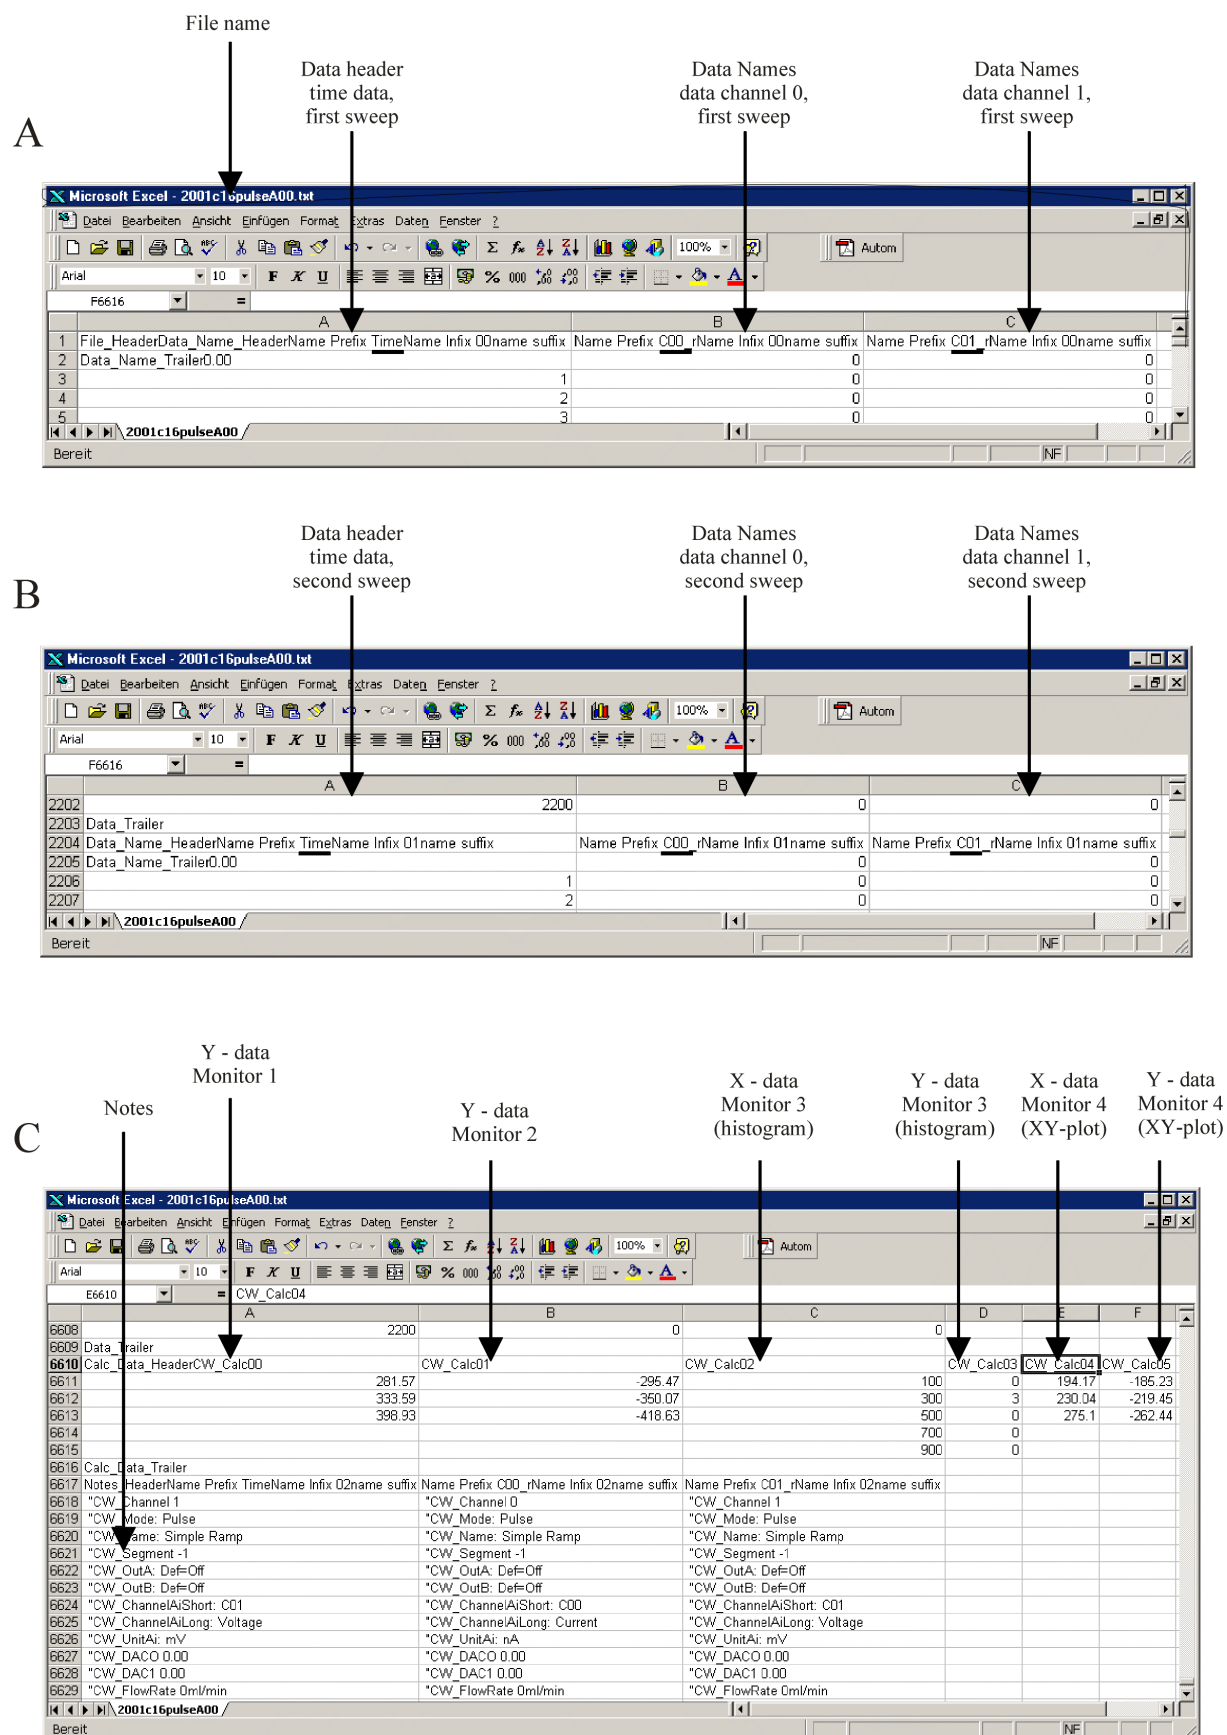 File name
Data header
time data,
first sweep
Data Names
data channel 0,
first sweep
Data Names
data channel 1,
first sweep
A
Microsoft Excel - 2001c16pulseA00.txt
Datei Bearbeiten Ansicht Einfügen Format Extras Daten Fenster ?
100% Autom
Arial 10 F K U % 000
F6616 =
A B C
1 File_HeaderData_Name_HeaderName Prefix TimeName Infix 00name suffix Name Prefix C00_rName Infix 00name suffix Name Prefix C01_rName Infix 00name suffix
2 Data_Name_Trailer0.00 0 0
3 1 0 0
4 2 0 0
5 3 0 0
2001c16pulseA00
Bereit NF
Data header
time data,
second sweep
Data Names
data channel 0,
second sweep
Data Names
data channel 1,
second sweep
B
Microsoft Excel - 2001c16pulseA00.txt
Datei Bearbeiten Ansicht Einfügen Format Extras Daten Fenster ?
100% Autom
Arial 10 F K U % 000
F6616 =
A B C
2202 2200 0 0
2203 Data_Trailer
2204 Data_Name_HeaderName Prefix TimeName Infix 01name suffix Name Prefix C00_rName Infix 01name suffix Name Prefix C01_rName Infix 01name suffix
2205 Data_Name_Trailer0.00 0 0
2206 1 0 0
2207 2 0 0
2001c16pulseA00
Bereit NF
Notes
Y - data
Monitor 1
Y - data
Monitor 2
X - data
Monitor 3
(histogram)
Y - data
Monitor 3
(histogram)
X - data
Monitor 4
(XY-plot)
Y - data
Monitor 4
(XY-plot)
C
Microsoft Excel - 2001c16pulseA00.txt
Datei Bearbeiten Ansicht Einfügen Format Extras Daten Fenster ?
100% Autom
Arial 10 F K U % 000
E6610 = CW_Calc04
A B C D E F
6608 2200 0 0
6609 Data_Trailer
6610 Calc_Data_HeaderCW_Calc00 CW_Calc01 CW_Calc02 CW_Calc03 CW_Calc04 CW_Calc05
6611 281.57 -295.47 100 0 194.17 -185.23
6612 333.59 -350.07 300 3 230.04 -219.45
6613 398.93 -418.63 500 0 275.1 -262.44
6614 700 0
6615 900 0
6616 Calc_Data_Trailer
6617 Notes_HeaderName Prefix TimeName Infix 02name suffix Name Prefix C00_rName Infix 02name suffix Name Prefix C01_rName Infix 02name suffix
6618 "CW_Channel 1 "CW_Channel 0 "CW_Channel 1
6619 "CW_Mode: Pulse "CW_Mode: Pulse "CW_Mode: Pulse
6620 "CW_Name: Simple Ramp "CW_Name: Simple Ramp "CW_Name: Simple Ramp
6621 "CW_Segment -1 "CW_Segment -1 "CW_Segment -1
6622 "CW_OutA: Def=Off "CW_OutA: Def=Off "CW_OutA: Def=Off
6623 "CW_OutB: Def=Off "CW_OutB: Def=Off "CW_OutB: Def=Off
6624 "CW_ChannelAiShort: C01 "CW_ChannelAiShort: C00 "CW_ChannelAiShort: C01
6625 "CW_ChannelAiLong: Voltage "CW_ChannelAiLong: Current "CW_ChannelAiLong: Voltage
6626 "CW_UnitAi: mV "CW_UnitAi: nA "CW_UnitAi: mV
6627 "CW_DAC0 0.00 "CW_DAC0 0.00 "CW_DAC0 0.00
6628 "CW_DAC1 0.00 "CW_DAC1 0.00 "CW_DAC1 0.00
6629 "CW_FlowRate 0ml/min "CW_FlowRate 0ml/min "CW_FlowRate 0ml/min
2001c16pulseA00
Bereit NF